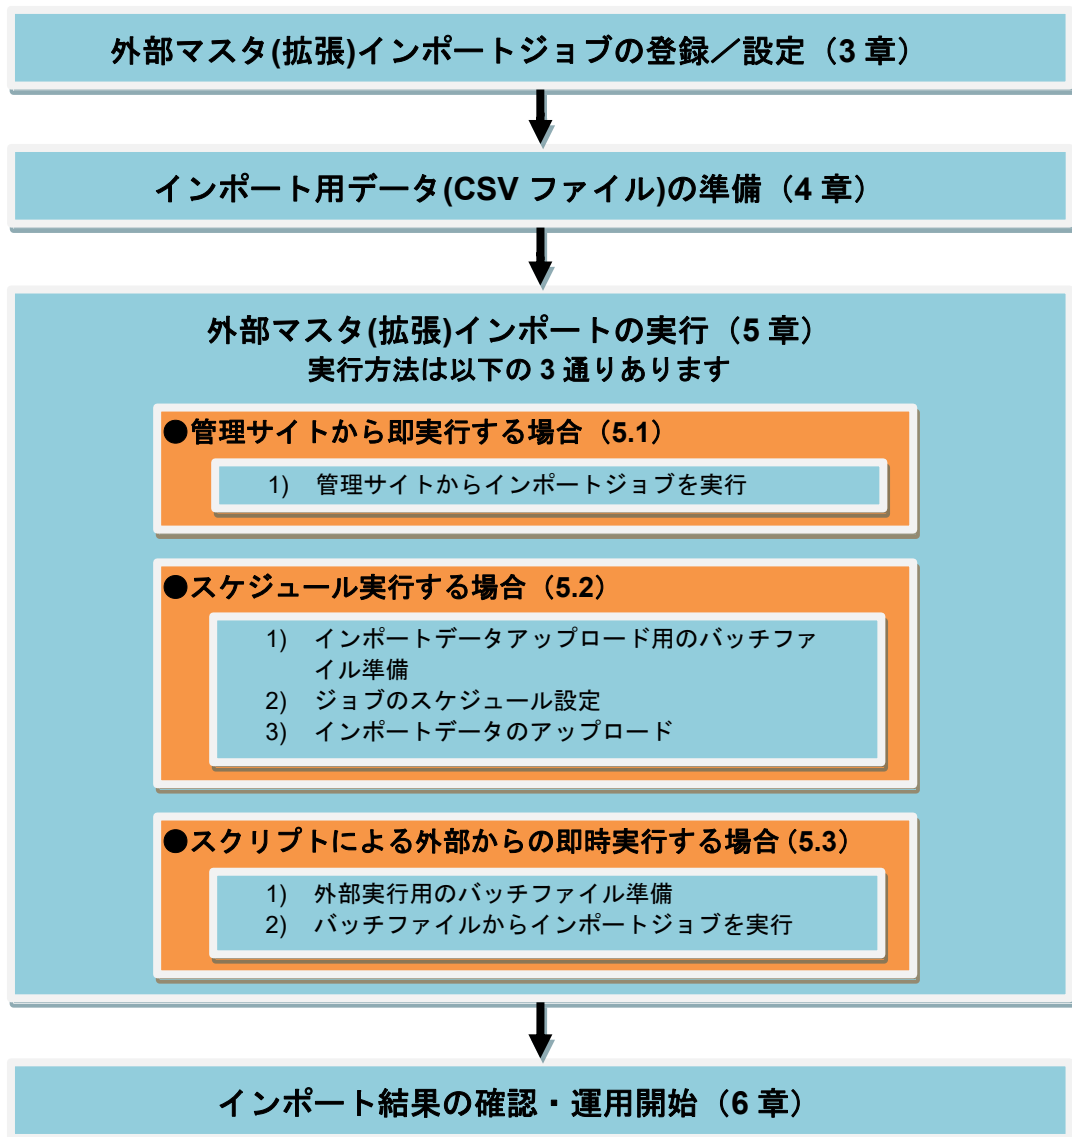 外部マスタ(拡張)インポートジョブの登録／設定（3 章）
インポート用データ(CSV ファイル)の準備（4 章）
外部マスタ(拡張)インポートの実行（5 章）
実行方法は以下の 3 通りあります
●管理サイトから即実行する場合（5.1）
1) 管理サイトからインポートジョブを実行
●スケジュール実行する場合（5.2）
1) インポートデータアップロード用のバッチファ
イル準備
2) ジョブのスケジュール設定
3) インポートデータのアップロード
●スクリプトによる外部からの即時実行する場合（5.3）
1) 外部実行用のバッチファイル準備
2) バッチファイルからインポートジョブを実行
インポート結果の確認・運用開始（6 章）